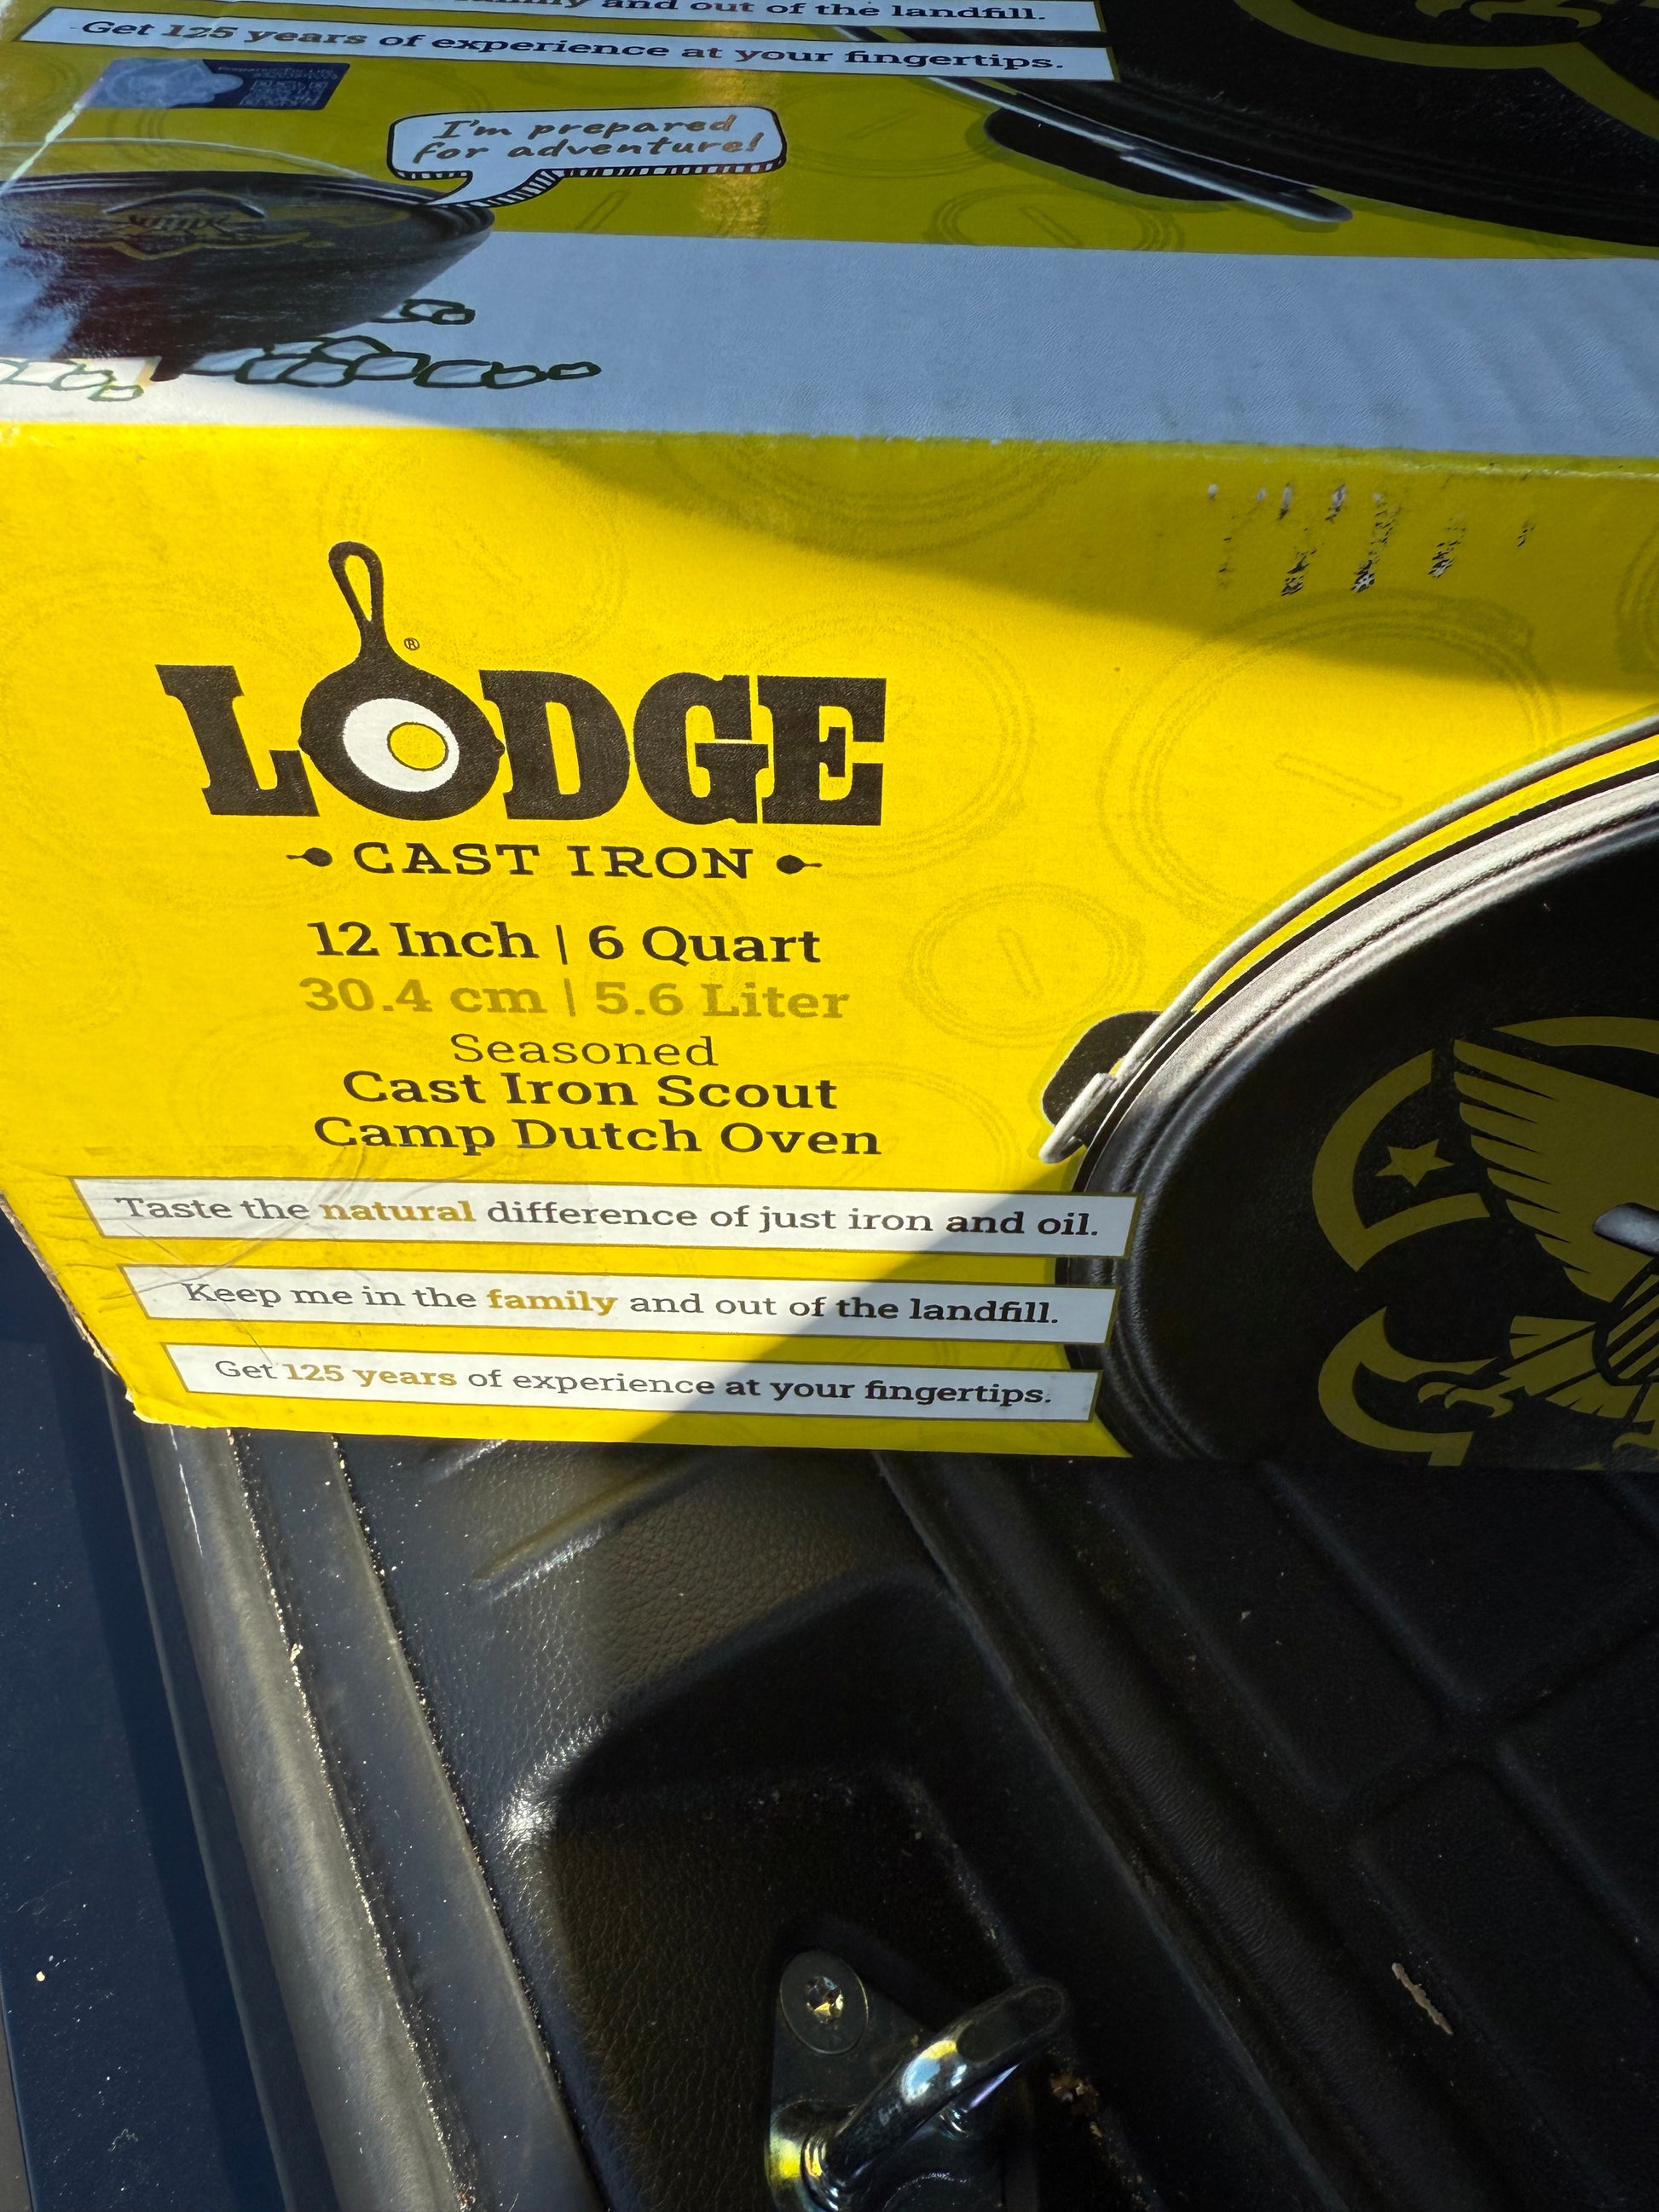 and out of the landfill.
Get 125 years of experience at your fingertips.
I'm prepared
for adventure!
LODGE®
CAST IRON
12 Inch | 6 Quart
30.4 cm | 5.6 Liter
Seasoned
Cast Iron Scout
Camp Dutch Oven
Taste the natural difference of just iron and oil.
Keep me in the family and out of the landfill.
Get 125 years of experience at your fingertips.